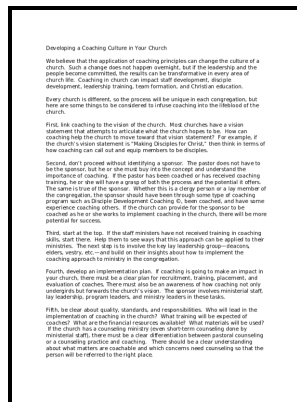 Developing a Coaching Culture in Your Church
We believe that the application of coaching principles can change the culture of a
church.  Such a change does not happen overnight, but if the leadership and the
people become committed, the results can be transformative in every area of
church life.  Coaching in church can impact staff development, disciple
development, leadership training, team formation, and Christian education.
Every church is different, so the process will be unique in each congregation, but
here are some things to be considered to infuse coaching into the lifeblood of the
church.
First, link coaching to the vision of the church.  Most churches have a vision
statement that attempts to articulate what the church hopes to be.  How can
coaching help the church to move toward that vision statement?  For example, if
the church's vision statement is "Making Disciples for Christ," then think in terms of
how coaching can call out and equip members to be disciples.
Second, don't proceed without identifying a sponsor.  The pastor does not have to
be the sponsor, but he or she must buy into the concept and understand the
importance of coaching.  If the pastor has been coached or has received coaching
training, he or she will have a grasp of both the process and the potential it offers.
The same is true of the sponsor.  Whether this is a clergy person or a lay member of
the congregation, the sponsor should have been through some type of coaching
program such as Disciple Development Coaching ©, been coached, and have some
experience coaching others.  If the church can provide for the sponsor to be
coached as he or she works to implement coaching in the church, there will be more
potential for success.
Third, start at the top.  If the staff ministers have not received training in coaching
skills, start there.  Help them to see ways that this approach can be applied to their
ministries.  The next step is to involve the key lay leadership group—deacons,
elders, vestry, etc.—and build on their insights about how to implement the
coaching approach to ministry in the congregation.
Fourth, develop an implementation plan.  If coaching is going to make an impact in
your church, there must be a clear plan for recruitment, training, placement, and
evaluation of coaches.  There must also be an awareness of how coaching not only
undergirds but forwards the church's vision.  The sponsor involves ministerial staff,
lay leadership, program leaders, and ministry leaders in these tasks.
Fifth, be clear about quality, standards, and responsibilities.  Who will lead in the
implementation of coaching in the church?  What training will be expected of
coaches?  What are the financial resources available?  What materials will be used?
If the church has a counseling ministry (even short-term counseling done by
ministerial staff), there must be a clear differentiation between pastoral counseling
or a counseling practice and coaching.  There should be a clear understanding
about what matters are coachable and which concerns need counseling so that the
person will be referred to the right place.